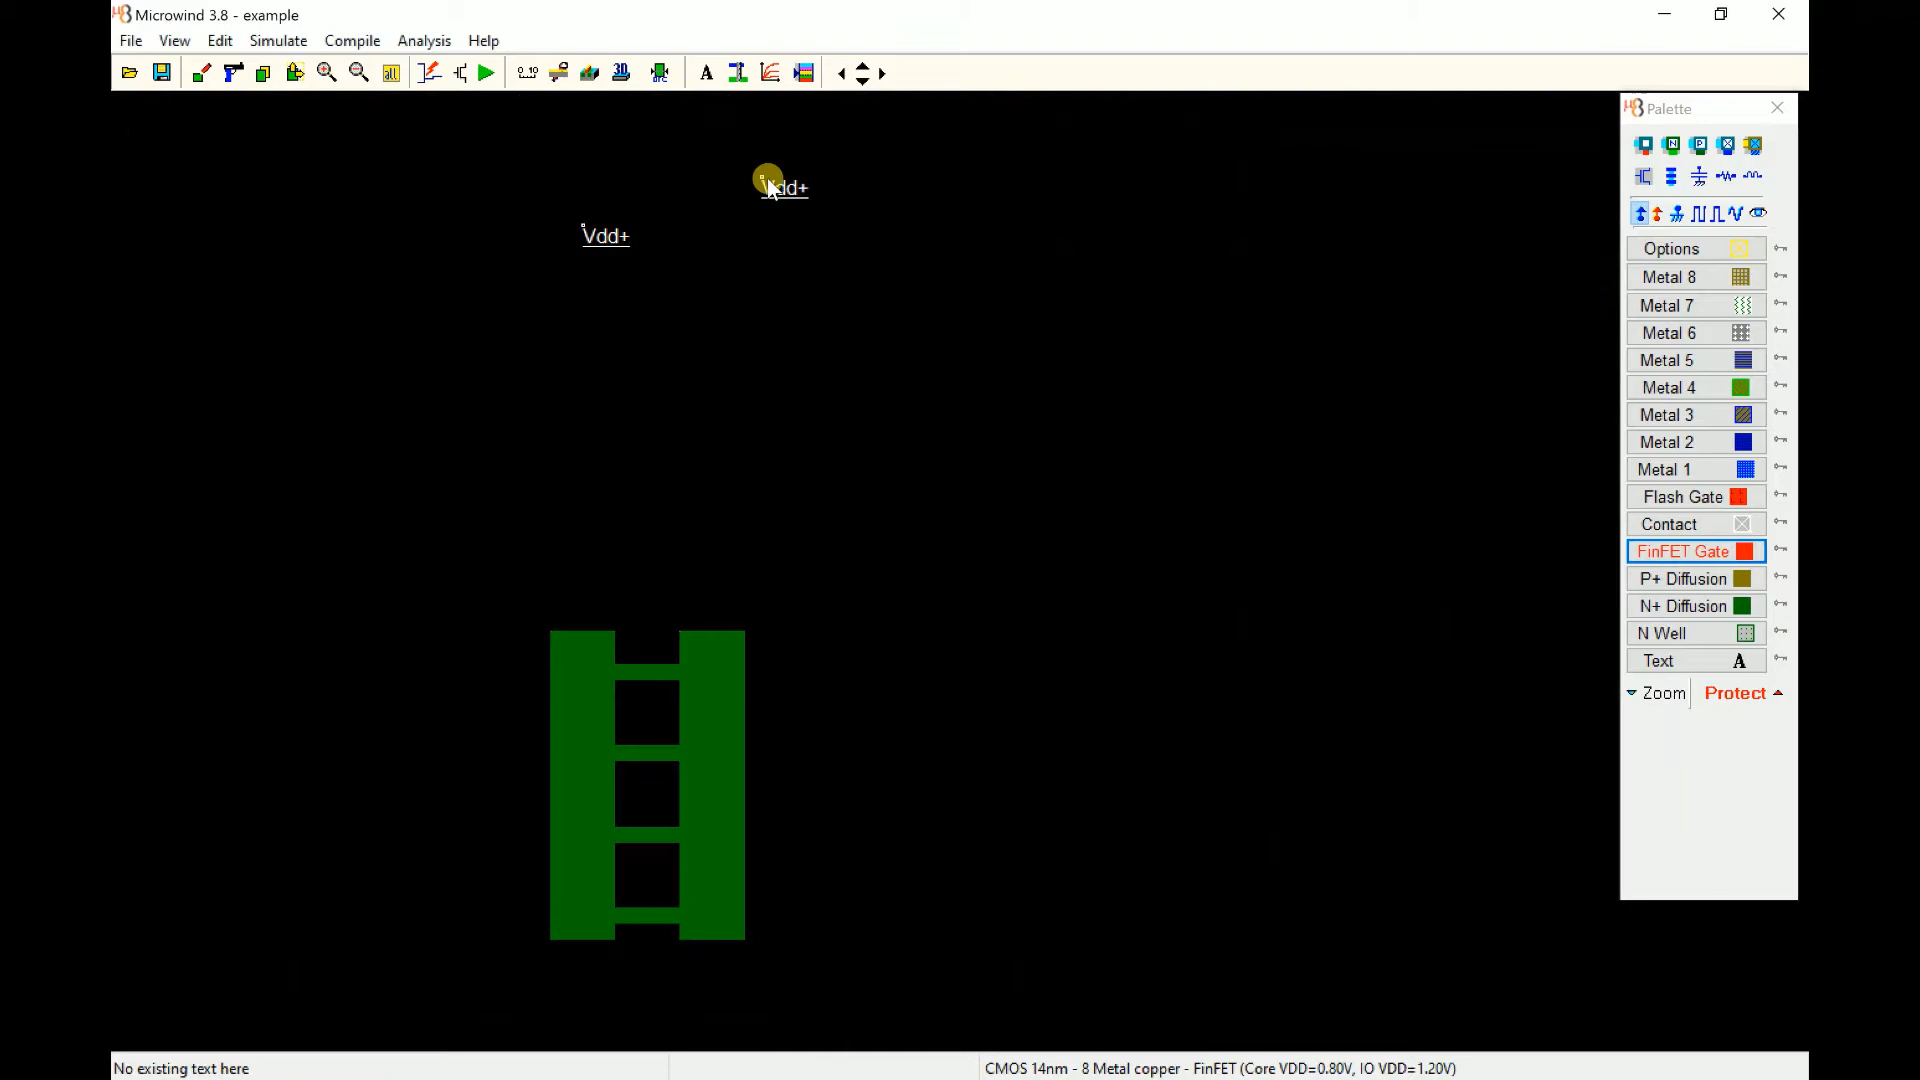 Microwind 3.8 - example
File View Edit Simulate Compile Analysis Help
Palette
Vdd+
Vdd+
Options
Metal 8
Metal 7
Metal 6
Metal 5
Metal 4
Metal 3
Metal 2
Metal 1
Flash Gate
Contact
FinFET Gate
P+ Diffusion
N+ Diffusion
N Well
Text A
Zoom Protect
No existing text here
CMOS 14nm - 8 Metal copper - FinFET (Core VDD=0.80V, IO VDD=1.20V)